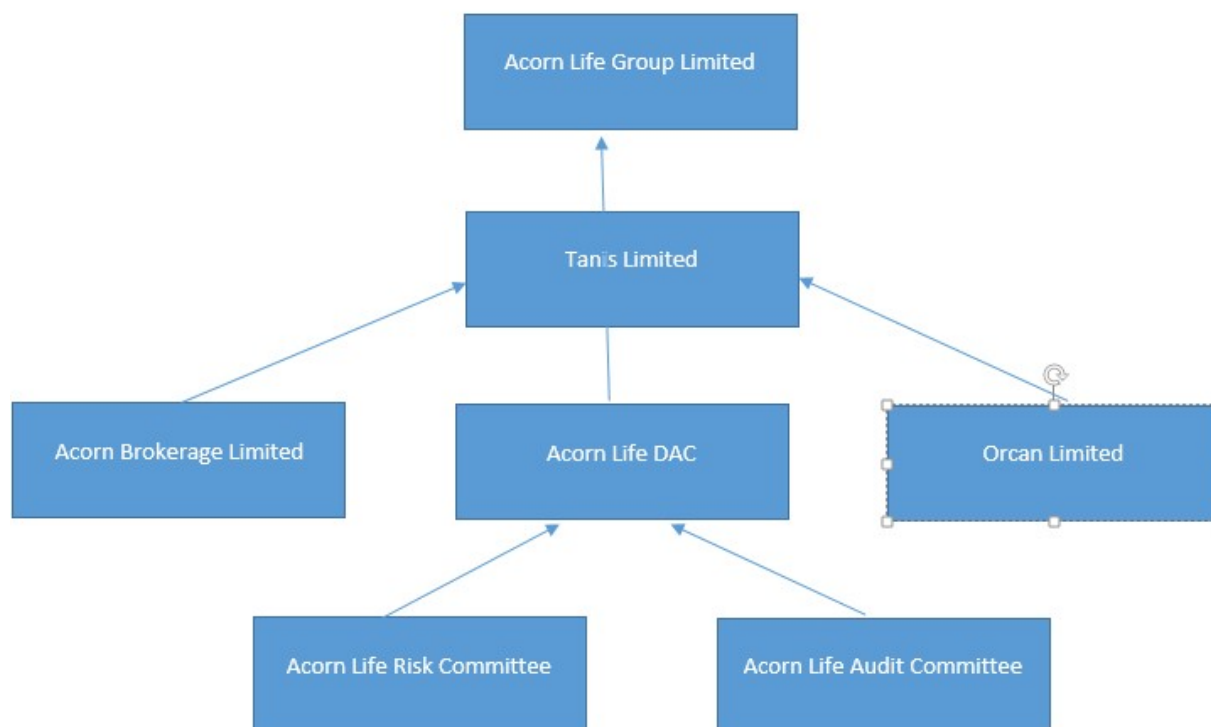 Acorn Life Group Limited
Tanis Limited
Acorn Brokerage Limited
Acorn Life DAC
Orcan Limited
Acorn Life Risk Committee
Acorn Life Audit Committee